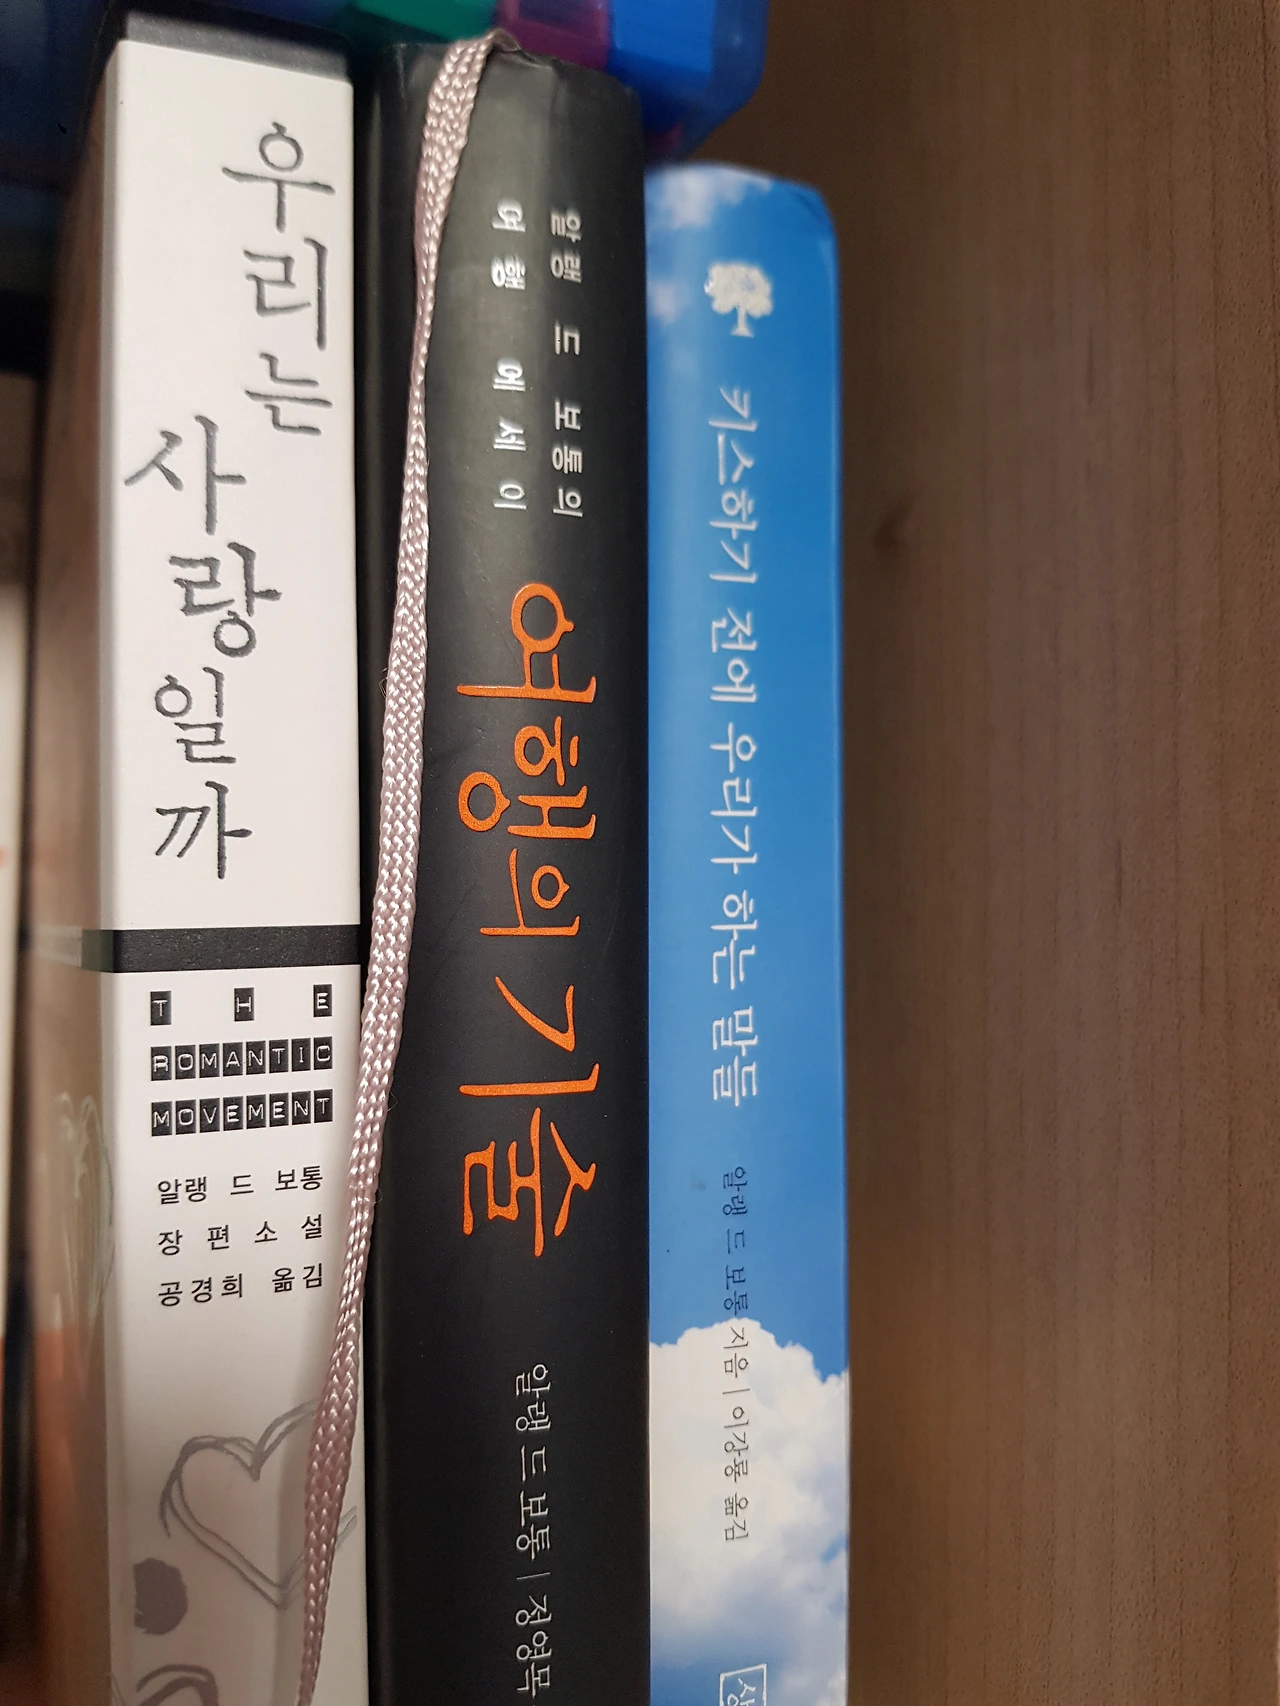 우리는
사랑일까
THE
ROMANTIC
MOVEMENT
알랭 드 보통
장편소설
공경희 옮김
알랭 드 보통의
여행 에세이
여행의 기술
알랭 드 보통 | 정영목
키스하기 전에 우리가 하는 말들
알랭 드 보통 지음 | 이강룡 옮김